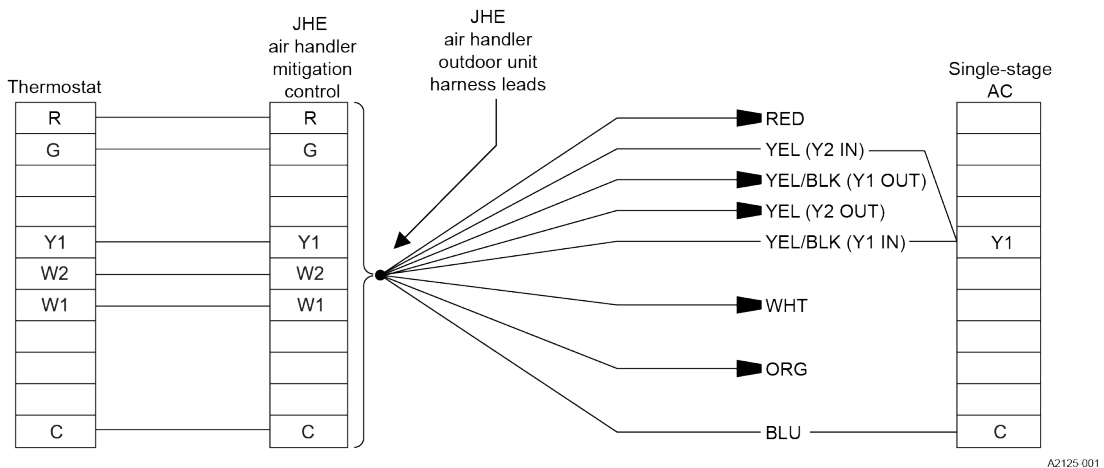 JHE
air handler
mitigation
control
JHE
air handler
outdoor unit
harness leads
Thermostat
Single-stage
AC
R
G
Y1
W2
W1
C
R
G
Y1
W2
W1
C
RED
YEL (Y2 IN)
YEL/BLK (Y1 OUT)
YEL (Y2 OUT)
YEL/BLK (Y1 IN)
WHT
ORG
BLU
Y1
C
A2125-001